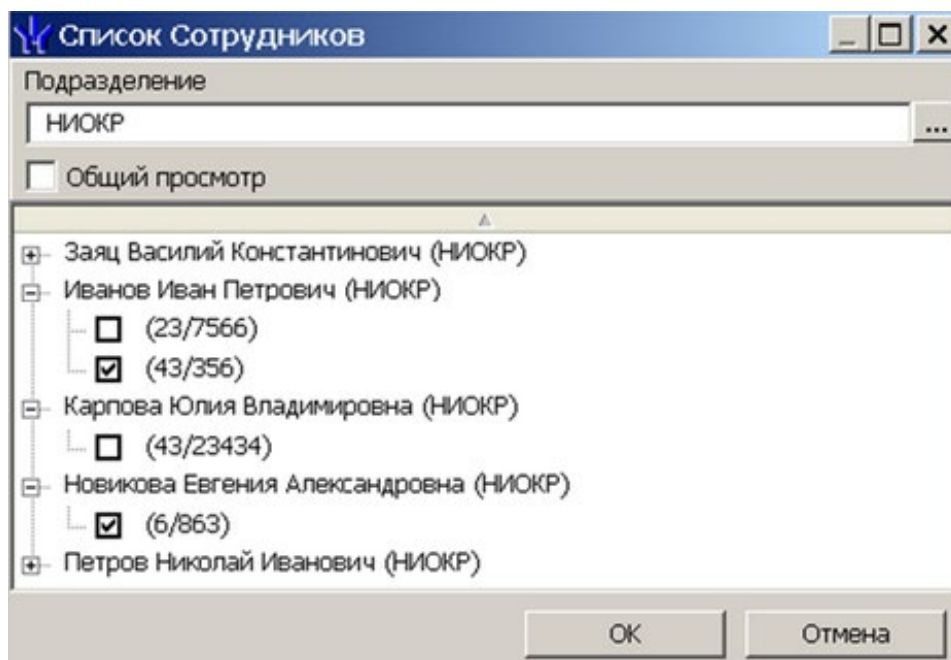 Список Сотрудников
Подразделение
НИОКР
...
Общий просмотр
Заяц Василий Константинович (НИОКР)
Иванов Иван Петрович (НИОКР)
(23/7566)
(43/356)
Карпова Юлия Владимировна (НИОКР)
(43/23434)
Новикова Евгения Александровна (НИОКР)
(6/863)
Петров Николай Иванович (НИОКР)
ОК Отмена